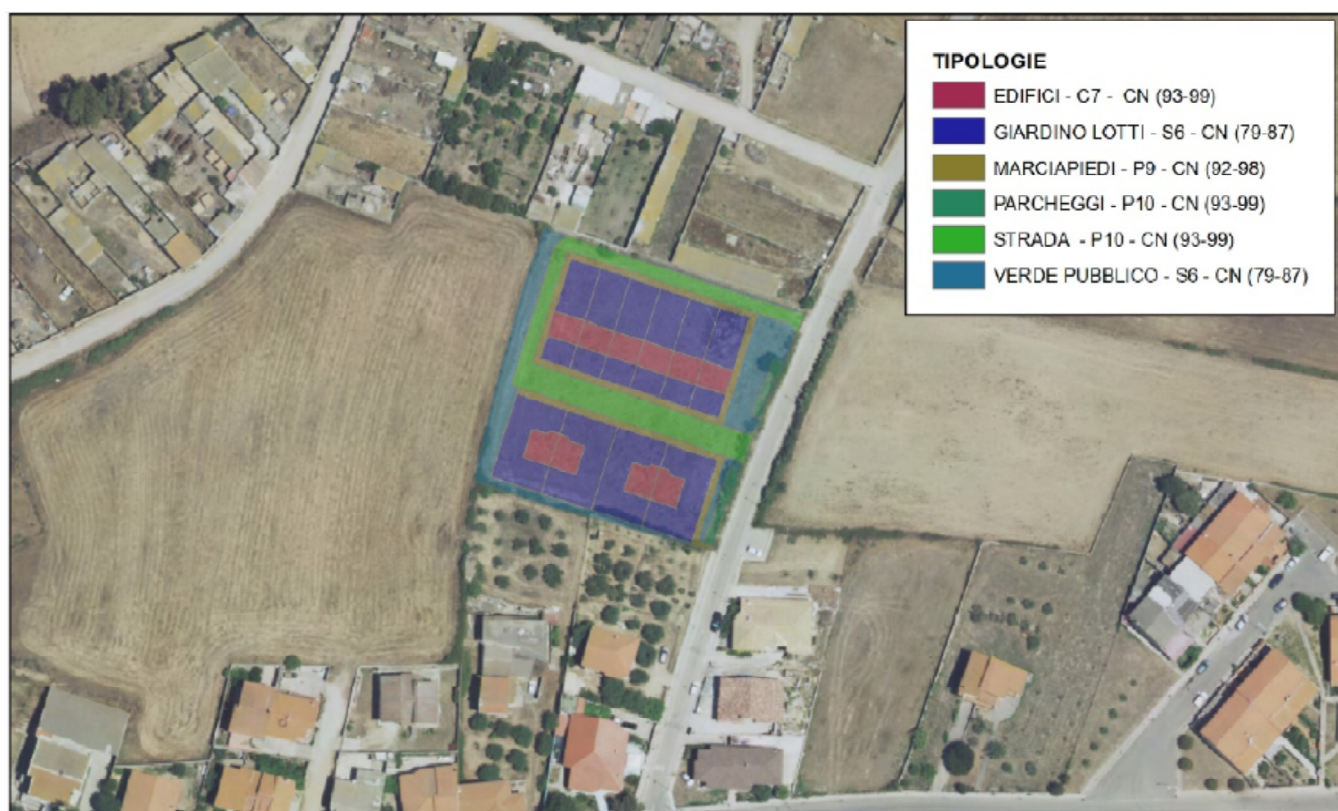 TIPOLOGIE
EDIFICI - C7 - CN (93-99)
GIARDINO LOTTI - S6 - CN (79-87)
MARCIAPIEDI - P9 - CN (92-98)
PARCHEGGI - P10 - CN (93-99)
STRADA - P10 - CN (93-99)
VERDE PUBBLICO - S6 - CN (79-87)